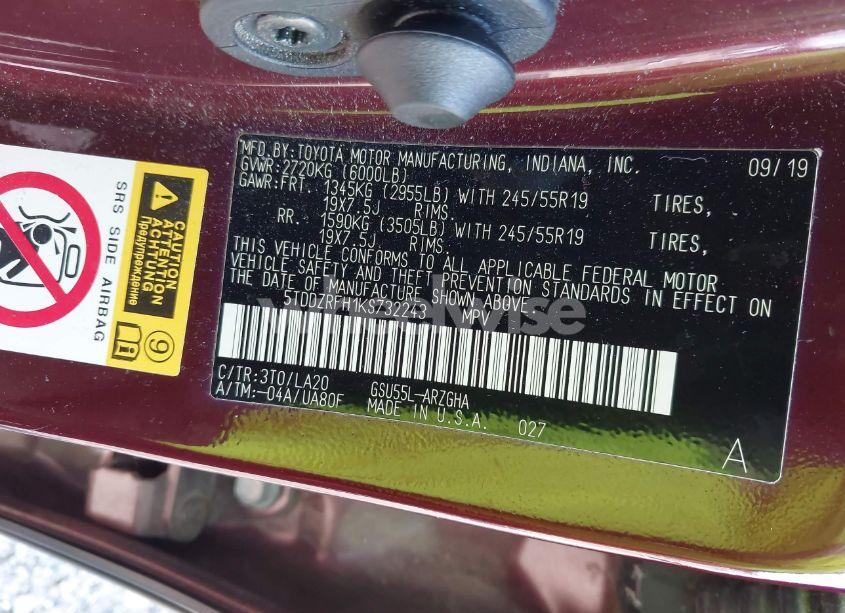 MFD.BY:TOYOTA MOTOR MANUFACTURING, INDIANA, INC. 09/19
GVWR:2720KG (6000LB)
GAWR:FRT. 1345KG (2955LB) WITH 245/55R19 TIRES,
19X7.5J RIMS.
RR. 1590KG (3505LB) WITH 245/55R19 TIRES,
19X7.5J RIMS.
THIS VEHICLE CONFORMS TO ALL APPLICABLE FEDERAL MOTOR
VEHICLE SAFETY AND THEFT PREVENTION STANDARDS IN EFFECT ON
THE DATE OF MANUFACTURE SHOWN ABOVE.
5TDDZRFH1KS732243 MPV
C/TR:3T0/LA20 GSU55L-ARZGHA
A/TM:-04A/UA80F MADE IN U.S.A. 027
A
SRS SIDE AIRBAG
CAUTION
ATTENTION
ACHTUNG
Предупреждение
9